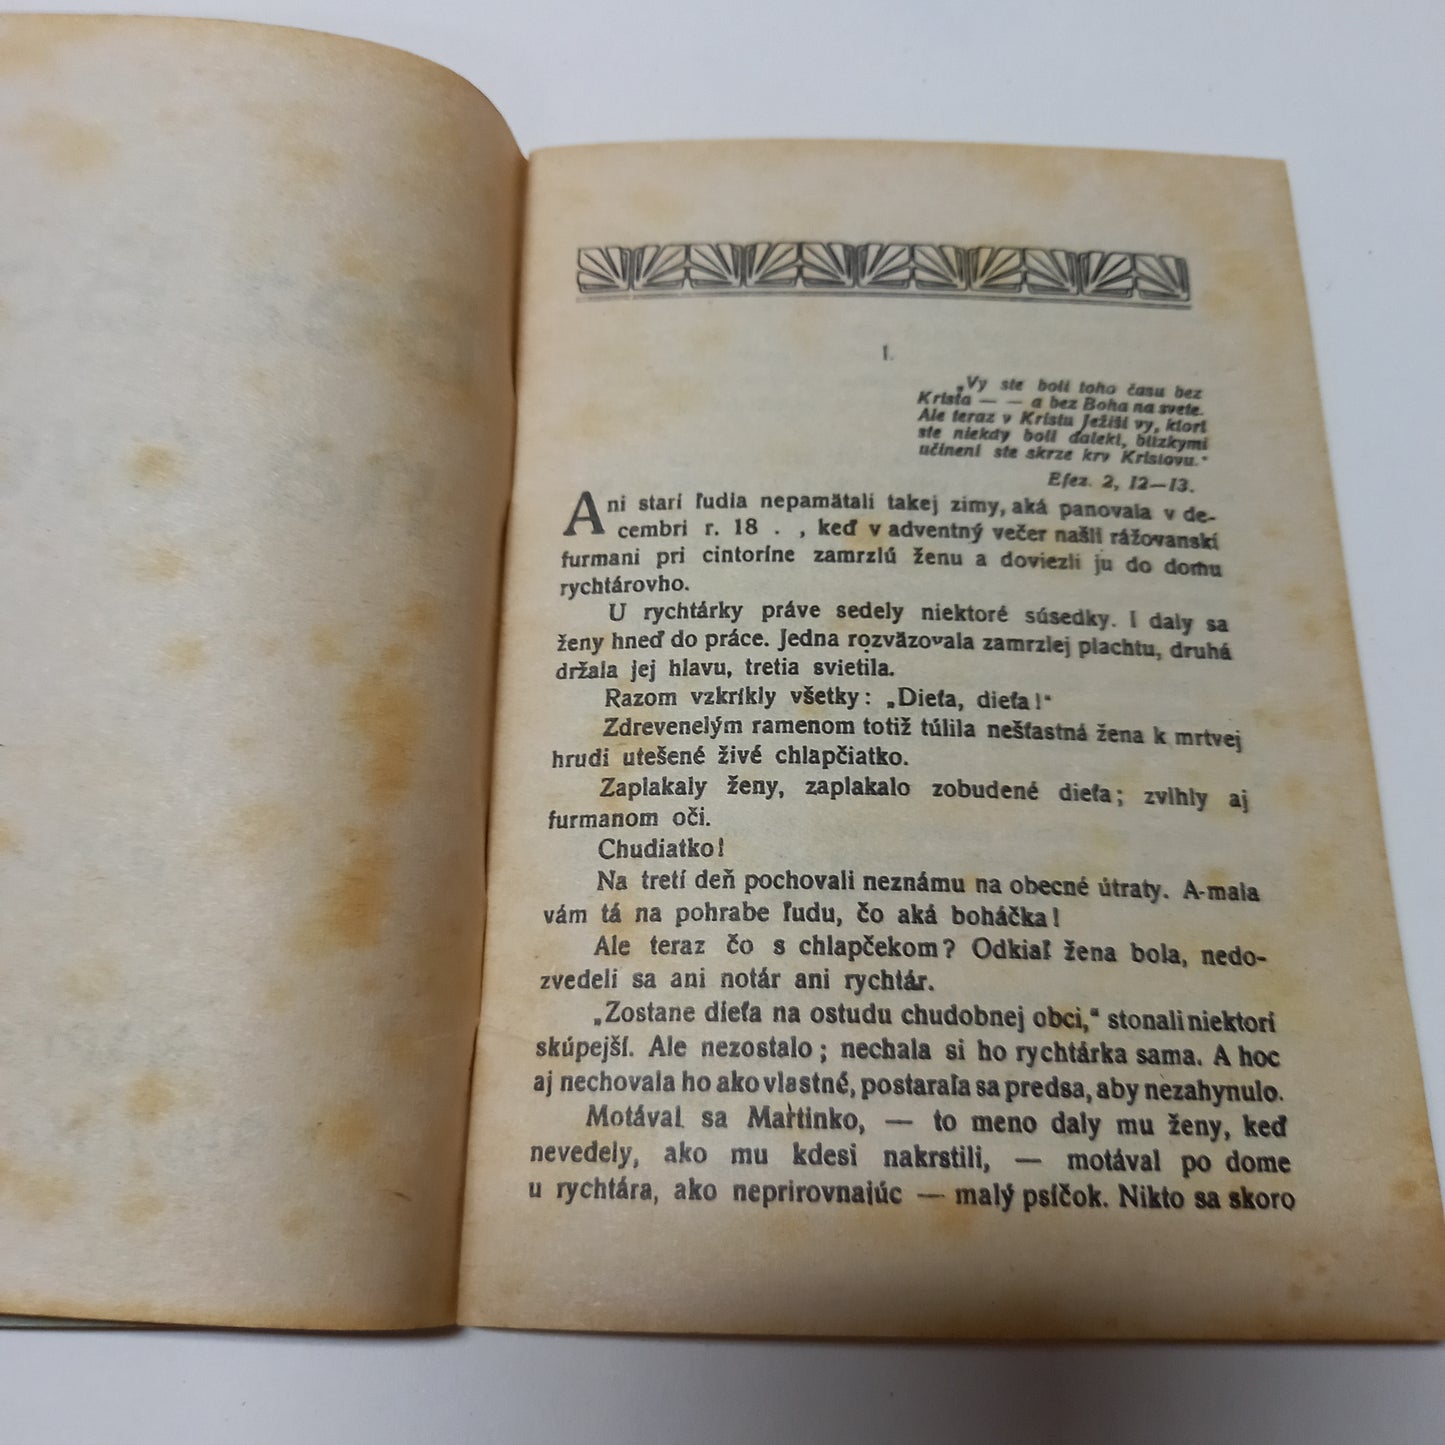 I.
„Vy ste boli toho času bez
Krista — — a bez Boha na svete.
Ale teraz v Kristu Ježiši vy, ktorí
ste niekdy boli ďalekí, blízkymi
učinení ste skrze krv Kristovu.“
Efez. 2, 12—13.
Ani starí ľudia nepamätali takej zimy, aká panovala v de-
cembri r. 18 . . , keď v adventný večer našli rážovanskí
furmani pri cintoríne zamrzlú ženu a doviezli ju do domu
rychtárovho.
U rychtárky práve sedely niektoré súsedky. I daly sa
ženy hneď do práce. Jedna rozväzovala zamrzlej plachtu, druhá
držala jej hlavu, tretia svietila.
Razom vzkríkly všetky: „Dieťa, dieťa!“
Zdrevenelým ramenom totiž túlila nešťastná žena k mrtvej
hrudi utešené živé chlapčiatko.
Zaplakaly ženy, zaplakalo zobudené dieťa; zvlhly aj
furmanom oči.
Chudiatko!
Na tretí deň pochovali neznámu na obecné útraty. A-mala
vám tá na pohrabe ľudu, čo aká boháčka!
Ale teraz čo s chlapčekom? Odkiaľ žena bola, nedo-
zvedeli sa ani notár ani rychtár.
„Zostane dieťa na ostudu chudobnej obci,“ stonali niektorí
skúpejší. Ale nezostalo; nechala si ho rychtárka sama. A hoc
aj nechovala ho ako vlastné, postaraľa sa predsa, aby nezahynulo.
Motával sa Martinko, — to meno daly mu ženy, keď
nevedely, ako mu kdesi nakrstili, — motával po dome
u rychtára, ako neprirovnajúc — malý psíčok. Nikto sa skoro